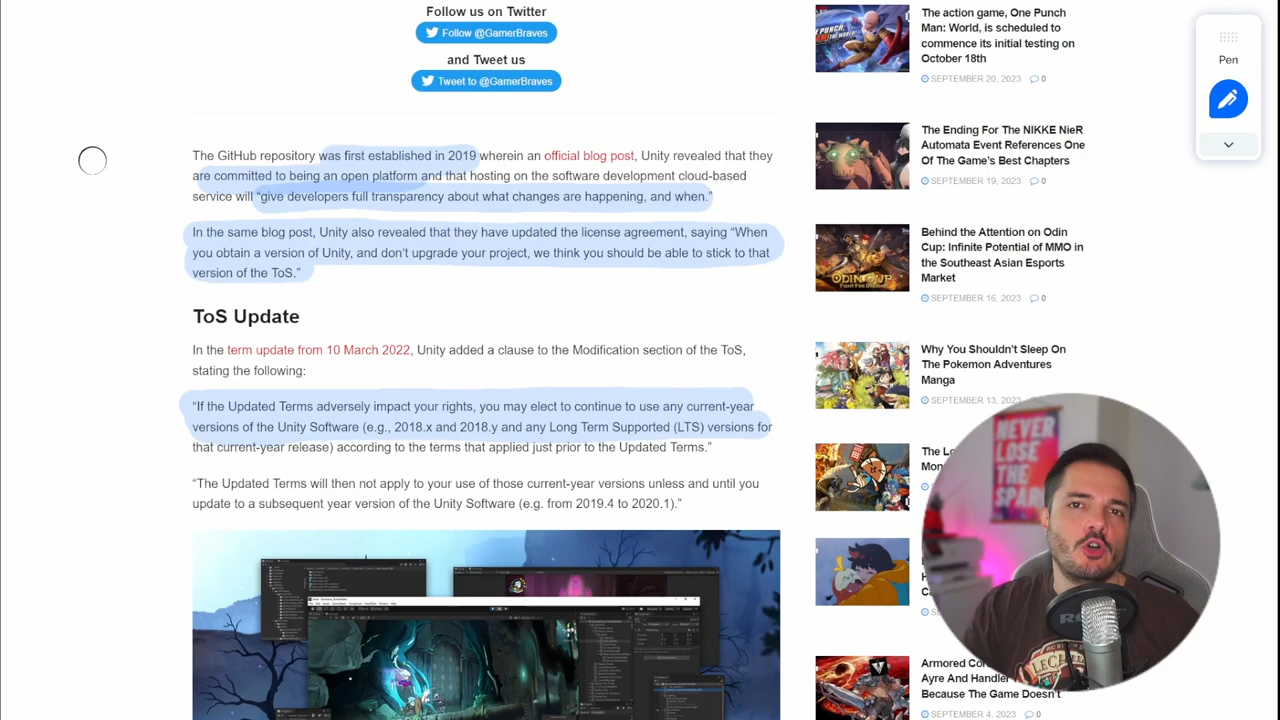 Follow us on Twitter
Follow @GamerBraves
and Tweet us
Tweet to @GamerBraves
The GitHub repository was first established in 2019 wherein an official blog post, Unity revealed that they
are committed to being an open platform and that hosting on the software development cloud-based
service will "give developers full transparency about what changes are happening, and when."
In the same blog post, Unity also revealed that they have updated the license agreement, saying “When
you obtain a version of Unity, and don’t upgrade your project, we think you should be able to stick to that
version of the ToS.”
ToS Update
In the term update from 10 March 2022, Unity added a clause to the Modification section of the ToS,
stating the following:
“If the Updated Terms adversely impact your rights, you may elect to continue to use any current-year
versions of the Unity Software (e.g., 2018.x and 2018.y and any Long Term Supported (LTS) versions for
that current-year release) according to the terms that applied just prior to the Updated Terms.”
“The Updated Terms will then not apply to your use of those current-year versions unless and until you
update to a subsequent year version of the Unity Software (e.g. from 2019.4 to 2020.1).”
The action game, One Punch
Man: World, is scheduled to
commence its initial testing on
October 18th
SEPTEMBER 20, 2023 0
The Ending For The NIKKE NieR
Automata Event References One
Of The Game’s Best Chapters
SEPTEMBER 19, 2023 0
Behind the Attention on Odin
Cup: Infinite Potential of MMO in
the Southeast Asian Esports
Market
SEPTEMBER 16, 2023 0
ODIN CUP
Why You Shouldn’t Sleep On
The Pokemon Adventures
Manga
SEPTEMBER 13, 2023
The
Armored
Ayre And Handler
Because The Game Doesn’t
SEPTEMBER 4, 2023 0
Pen
NEVER
LOSE
THE
SPARK